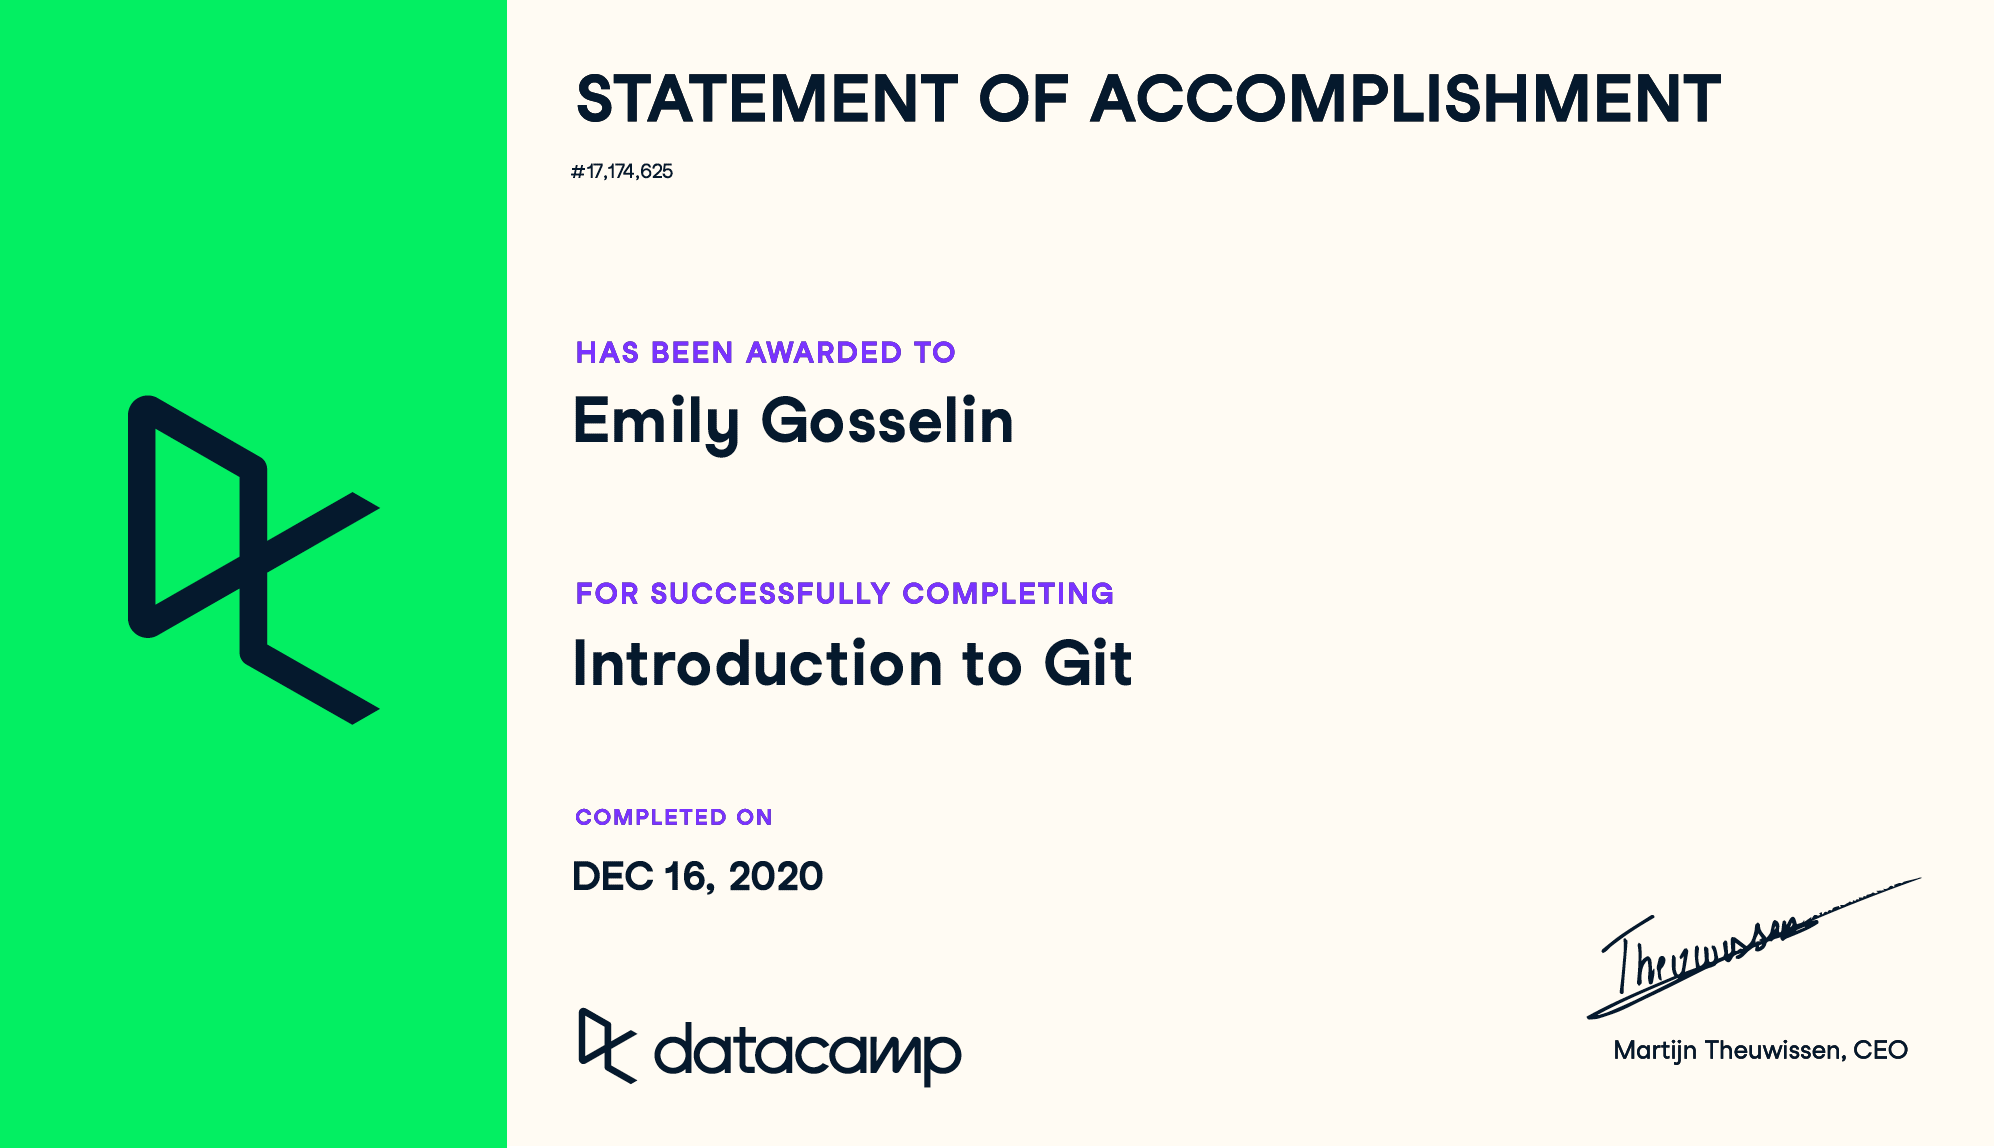 STATEMENT OF ACCOMPLISHMENT
#17,174,625
HAS BEEN AWARDED TO
Emily Gosselin
FOR SUCCESSFULLY COMPLETING
Introduction to Git
COMPLETED ON
DEC 16, 2020
Theuwissen
datacamp
Martijn Theuwissen, CEO